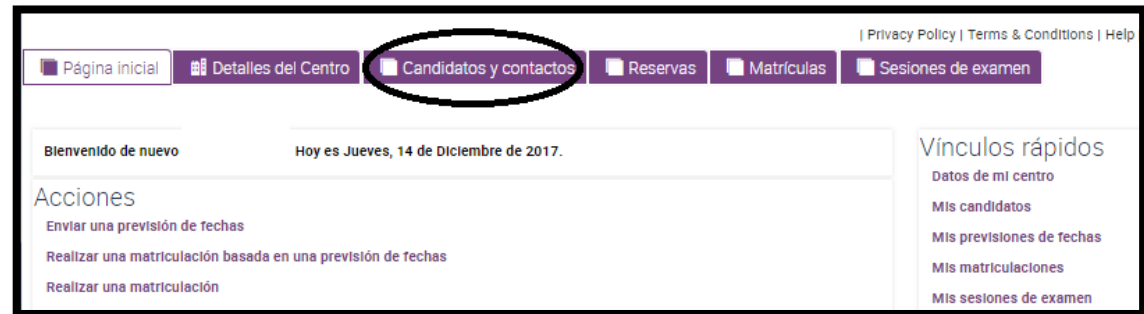 | Privacy Policy | Terms & Conditions | Help
Página inicial Detalles del Centro Candidatos y contactos Reservas Matrículas Sesiones de examen
Bienvenido de nuevo Hoy es Jueves, 14 de Diciembre de 2017.
Acciones
Enviar una previsión de fechas
Realizar una matriculación basada en una previsión de fechas
Realizar una matriculación
Vínculos rápidos
Datos de mi centro
Mis candidatos
Mis previsiones de fechas
Mis matriculaciones
Mis sesiones de examen